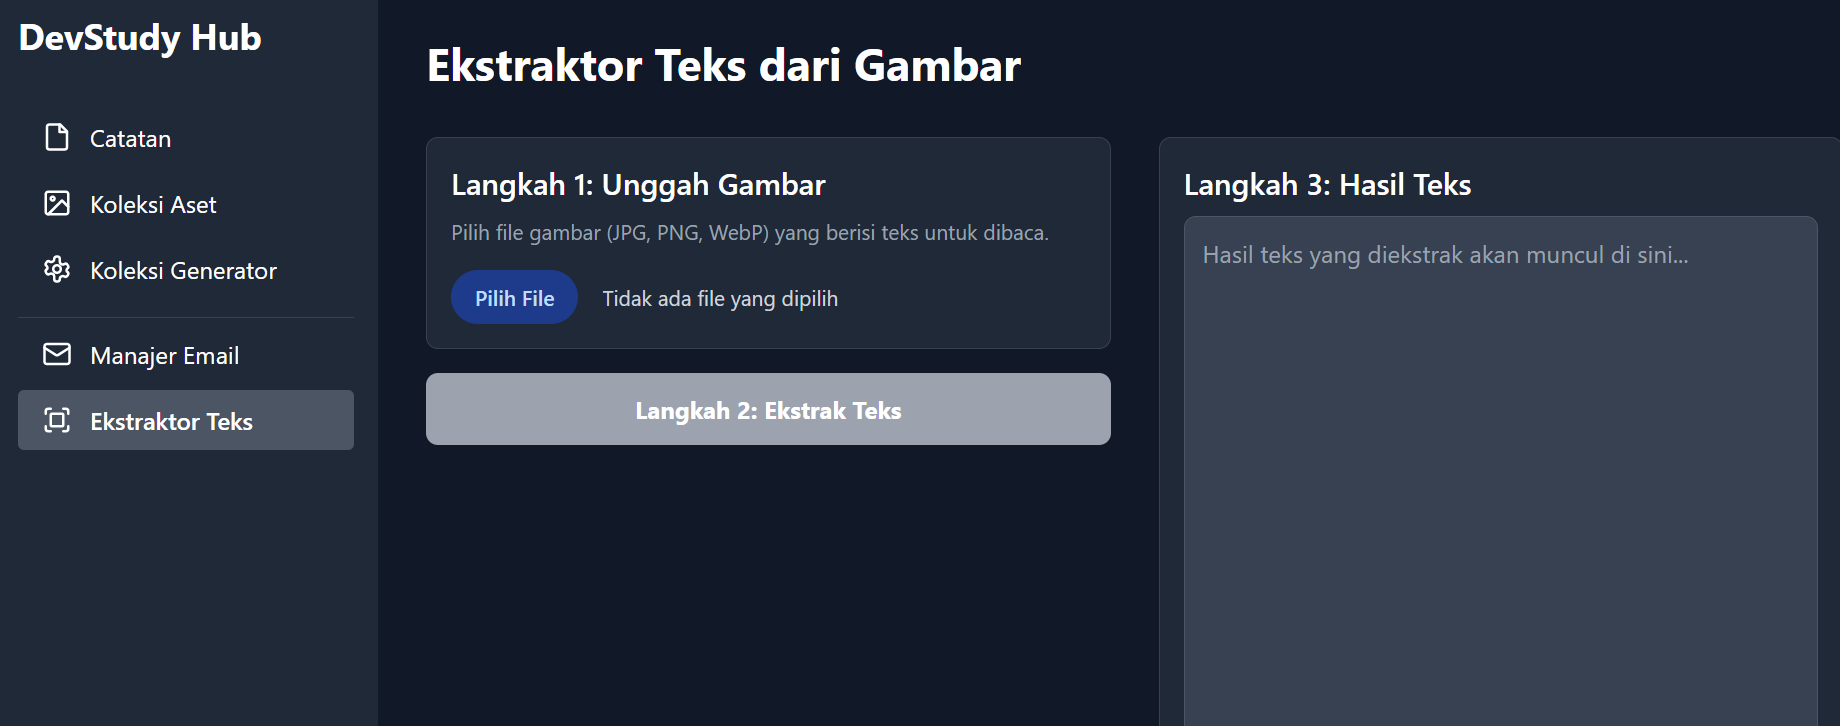 DevStudy Hub
Catatan
Koleksi Aset
Koleksi Generator
Manajer Email
Ekstraktor Teks
Ekstraktor Teks dari Gambar
Langkah 1: Unggah Gambar
Pilih file gambar (JPG, PNG, WebP) yang berisi teks untuk dibaca.
Pilih File
Tidak ada file yang dipilih
Langkah 2: Ekstrak Teks
Langkah 3: Hasil Teks
Hasil teks yang diekstrak akan muncul di sini...